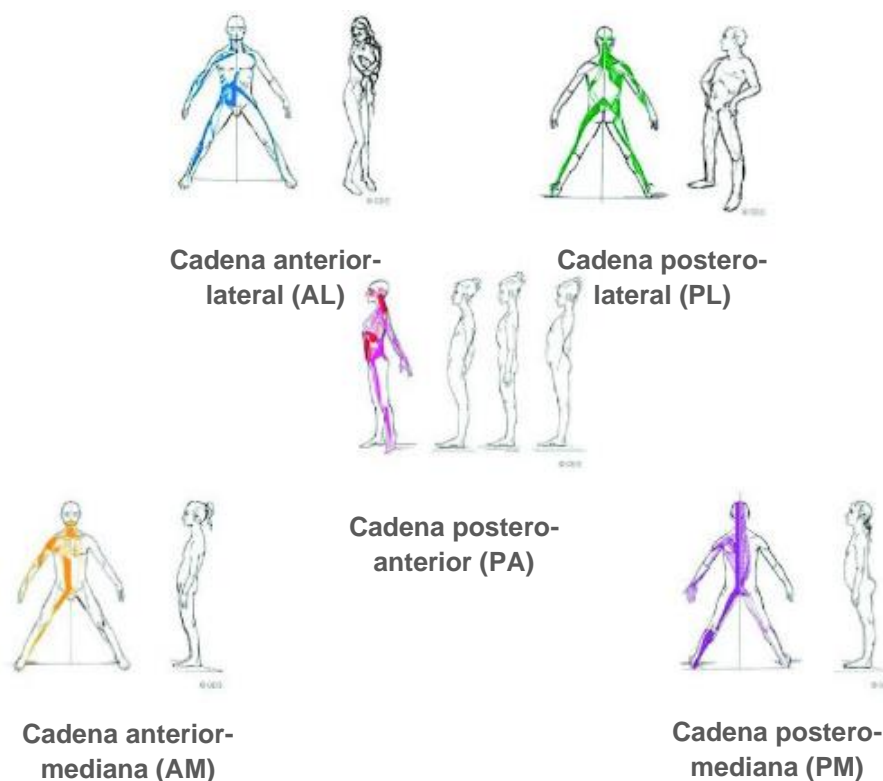 Cadena anterior-
lateral (AL)
Cadena postero-
lateral (PL)
Cadena postero-
anterior (PA)
Cadena anterior-
mediana (AM)
Cadena postero-
mediana (PM)